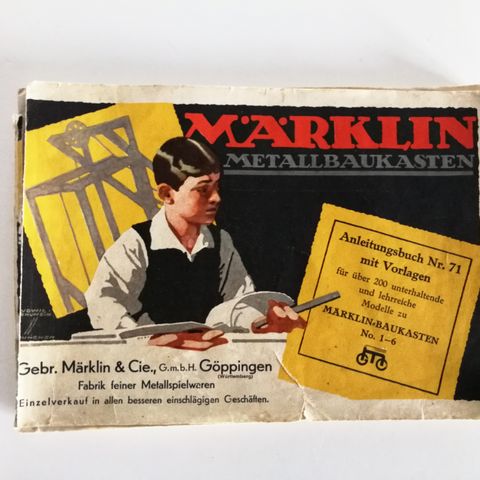 MÄRKLIN
METALLBAUKASTEN
Anleitungsbuch Nr. 71
mit Vorlagen
für über 200 unterhaltende
und lehrreiche
Modelle zu
MÄRKLIN-BAUKASTEN
No. 1-6
Gebr. Märklin & Cie., G.m.b.H. Göppingen
(Württemberg)
Fabrik feiner Metallspielwaren
Einzelverkauf in allen besseren einschlägigen Geschäften.